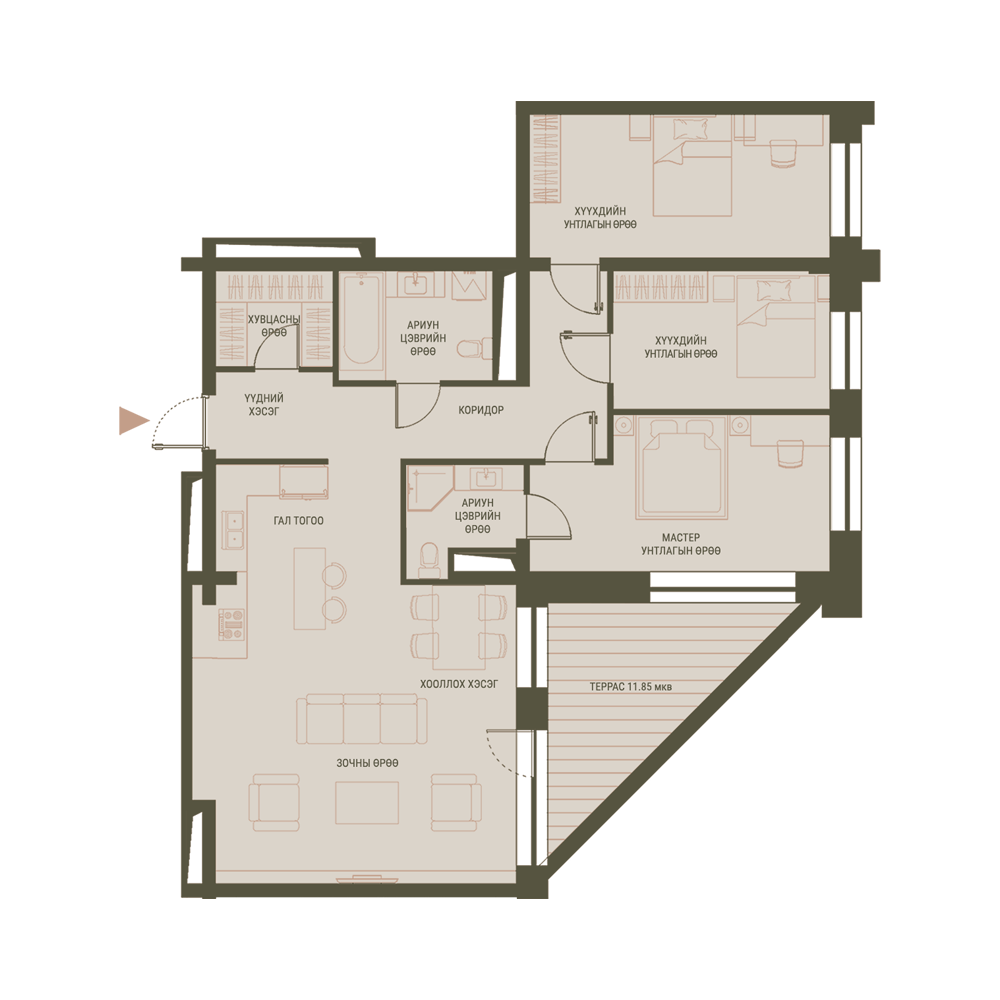 ХҮҮХДИЙН
УНТЛАГЫН ӨРӨӨ
ХУВЦАСНЫ
ӨРӨӨ
АРИУН
ЦЭВРИЙН
ӨРӨӨ
ХҮҮХДИЙН
УНТЛАГЫН ӨРӨӨ
ҮҮДНИЙ
ХЭСЭГ
КОРИДОР
ГАЛ ТОГОО
АРИУН
ЦЭВРИЙН
ӨРӨӨ
МАСТЕР
УНТЛАГЫН ӨРӨӨ
ХООЛЛОХ ХЭСЭГ
ТЕРРАС 11.85 мкв
ЗОЧНЫ ӨРӨӨ